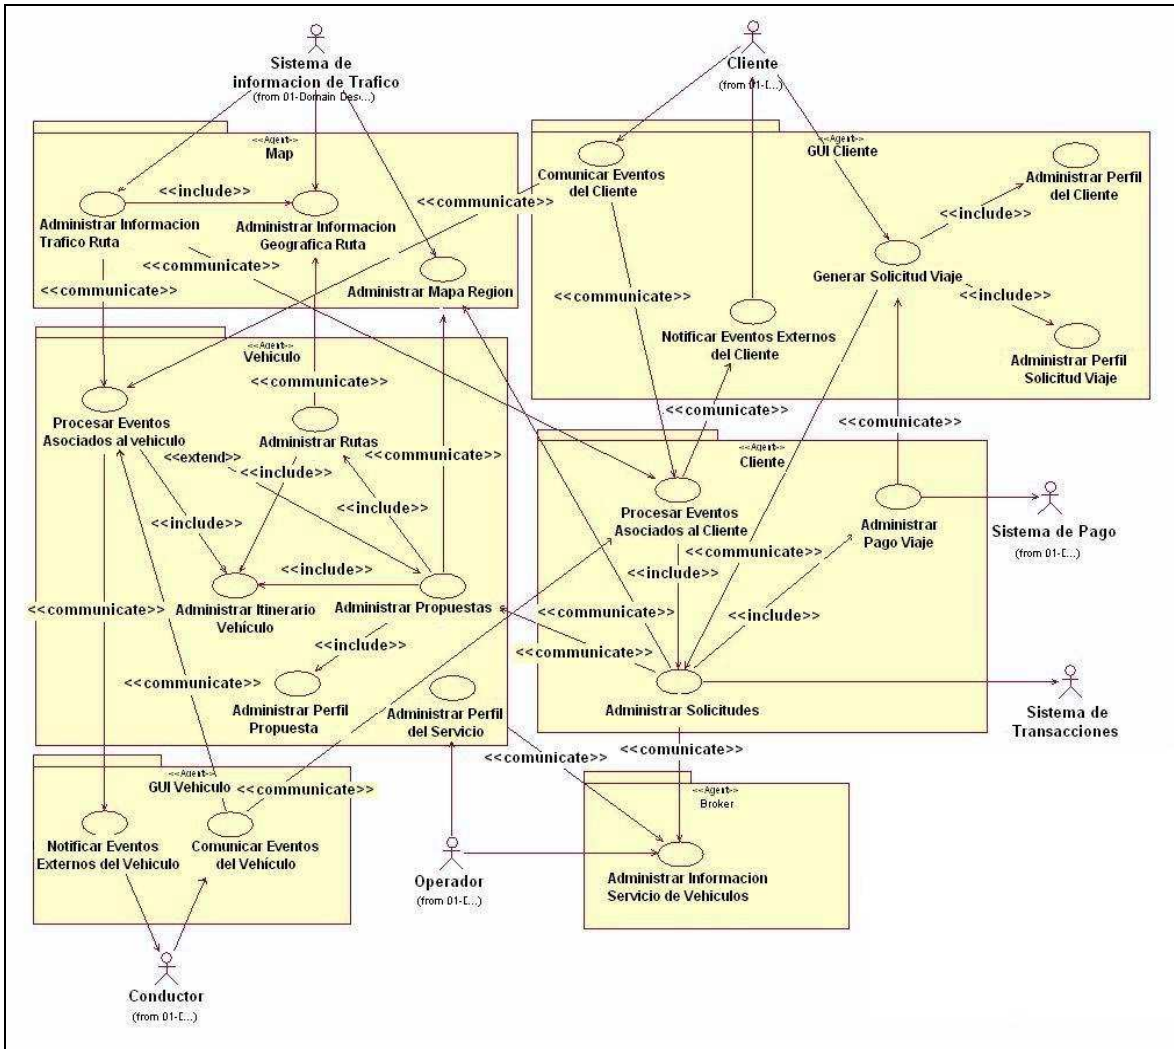 Sistema de
informacion de Trafico
(from 01-Domain Des...)
Cliente
(from 01-[...)
<<Agent>>
Map
<<include>>
Administrar Informacion
Trafico Ruta
Administrar Informacion
Geografica Ruta
<<communicate>>
<<communicate>>
Administrar Mapa Region
<<Agent>>
GUI Cliente
Comunicar Eventos
del Cliente
<<communicate>>
Administrar Perfil
del Cliente
<<include>>
Generar Solicitud Viaje
<<communicate>>
<<include>>
Notificar Eventos Externos
del Cliente
Administrar Perfil
Solicitud Viaje
<<Agent>>
Vehiculo
<<communicate>>
Procesar Eventos
Asociados al vehiculo
Administrar Rutas
<<extend>>
<<include>>
<<communicate>>
<<include>>
<<include>>
<<include>>
Administrar Itinerario
Vehículo
Administrar Propuestas
<<communicate>>
<<include>>
<<communicate>>
Administrar Perfil
Propuesta
Administrar Perfil
del Servicio
<<comunicate>>
<<comunicate>>
<<Agent>>
Cliente
Procesar Eventos
Asociados al Cliente
Administrar
Pago Viaje
Sistema de Pago
(from 01-[...)
<<communicate>>
<<include>>
<<communicate>>
<<include>>
<<communicate>>
Administrar Solicitudes
Sistema de
Transacciones
<<comunicate>>
<<comunicate>>
<<Agent>>
GUI Vehiculo
<<communicate>>
Notificar Eventos
Externos del Vehiculo
Comunicar Eventos
del Vehículo
Operador
(from 01-[...)
<<Agent>>
Broker
Administrar Informacion
Servicio de Vehiculos
Conductor
(from 01-[...)